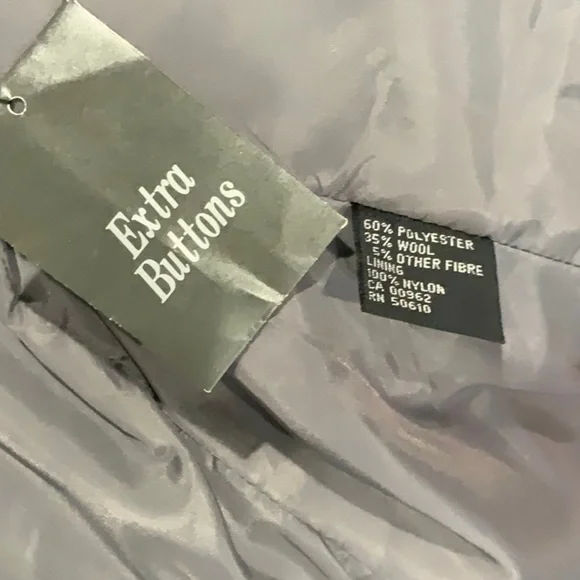 Extra
Buttons
60% POLYESTER
35% WOOL
5% OTHER FIBRE
LINING
100% NYLON
CA 00962
RN 50610